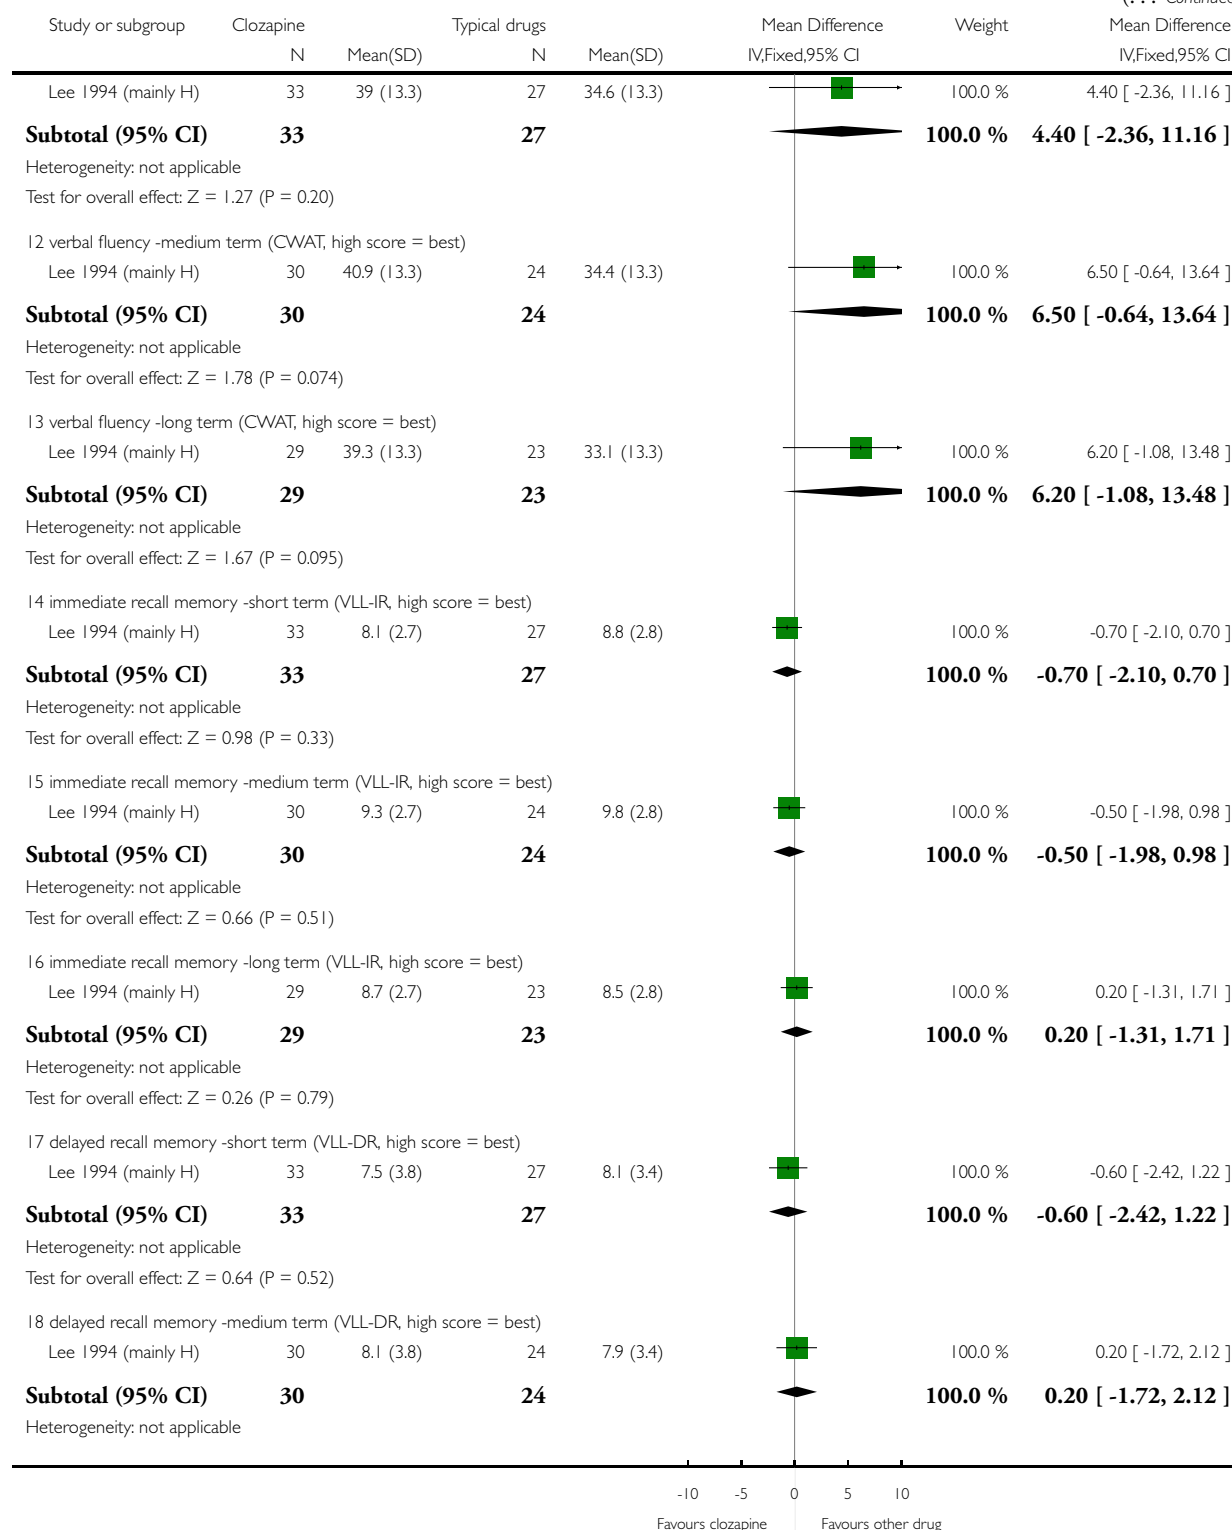 (. . . Continued
Study or subgroup Clozapine Typical drugs Mean Difference Weight Mean Difference
N Mean(SD) N Mean(SD) IV,Fixed,95% CI IV,Fixed,95% CI
Lee 1994 (mainly H) 33 39 (13.3) 27 34.6 (13.3) 100.0 % 4.40 [ -2.36, 11.16 ]
Subtotal (95% CI) 33 27 100.0 % 4.40 [ -2.36, 11.16 ]
Heterogeneity: not applicable
Test for overall effect: Z = 1.27 (P = 0.20)
12 verbal fluency -medium term (CWAT, high score = best)
Lee 1994 (mainly H) 30 40.9 (13.3) 24 34.4 (13.3) 100.0 % 6.50 [ -0.64, 13.64 ]
Subtotal (95% CI) 30 24 100.0 % 6.50 [ -0.64, 13.64 ]
Heterogeneity: not applicable
Test for overall effect: Z = 1.78 (P = 0.074)
13 verbal fluency -long term (CWAT, high score = best)
Lee 1994 (mainly H) 29 39.3 (13.3) 23 33.1 (13.3) 100.0 % 6.20 [ -1.08, 13.48 ]
Subtotal (95% CI) 29 23 100.0 % 6.20 [ -1.08, 13.48 ]
Heterogeneity: not applicable
Test for overall effect: Z = 1.67 (P = 0.095)
14 immediate recall memory -short term (VLL-IR, high score = best)
Lee 1994 (mainly H) 33 8.1 (2.7) 27 8.8 (2.8) 100.0 % -0.70 [ -2.10, 0.70 ]
Subtotal (95% CI) 33 27 100.0 % -0.70 [ -2.10, 0.70 ]
Heterogeneity: not applicable
Test for overall effect: Z = 0.98 (P = 0.33)
15 immediate recall memory -medium term (VLL-IR, high score = best)
Lee 1994 (mainly H) 30 9.3 (2.7) 24 9.8 (2.8) 100.0 % -0.50 [ -1.98, 0.98 ]
Subtotal (95% CI) 30 24 100.0 % -0.50 [ -1.98, 0.98 ]
Heterogeneity: not applicable
Test for overall effect: Z = 0.66 (P = 0.51)
16 immediate recall memory -long term (VLL-IR, high score = best)
Lee 1994 (mainly H) 29 8.7 (2.7) 23 8.5 (2.8) 100.0 % 0.20 [ -1.31, 1.71 ]
Subtotal (95% CI) 29 23 100.0 % 0.20 [ -1.31, 1.71 ]
Heterogeneity: not applicable
Test for overall effect: Z = 0.26 (P = 0.79)
17 delayed recall memory -short term (VLL-DR, high score = best)
Lee 1994 (mainly H) 33 7.5 (3.8) 27 8.1 (3.4) 100.0 % -0.60 [ -2.42, 1.22 ]
Subtotal (95% CI) 33 27 100.0 % -0.60 [ -2.42, 1.22 ]
Heterogeneity: not applicable
Test for overall effect: Z = 0.64 (P = 0.52)
18 delayed recall memory -medium term (VLL-DR, high score = best)
Lee 1994 (mainly H) 30 8.1 (3.8) 24 7.9 (3.4) 100.0 % 0.20 [ -1.72, 2.12 ]
Subtotal (95% CI) 30 24 100.0 % 0.20 [ -1.72, 2.12 ]
Heterogeneity: not applicable
-10 -5 0 5 10
Favours clozapine Favours other drug